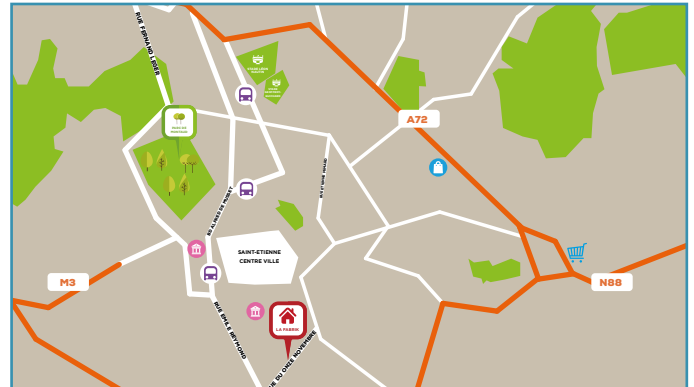 RUE FERNAND LEGER
A72
BD ALFRED DE MUSSET
SAINT-ETIENNE
CENTRE VILLE
M3
N88
LA FABRIK
RUE EMILE REYMOND
RUE DU ONZE NOVEMBRE